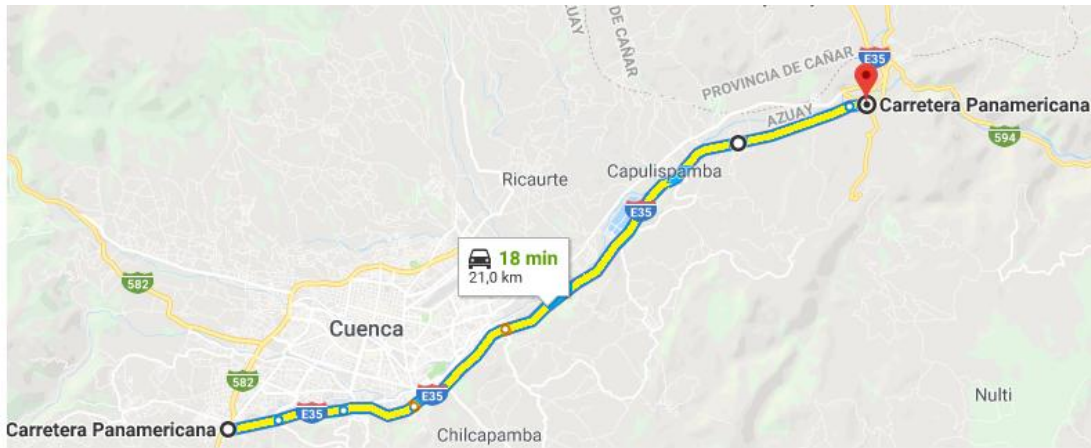 AZUAY
DE CAÑAR
PROVINCIA DE CAÑAR
E35
Carretera Panamericana
AZUAY
594
Capulispamba
Ricaurte
E35
18 min
21,0 km
582
Cuenca
582
E35
E35
Nulti
Carretera Panamericana
Chilcapamba